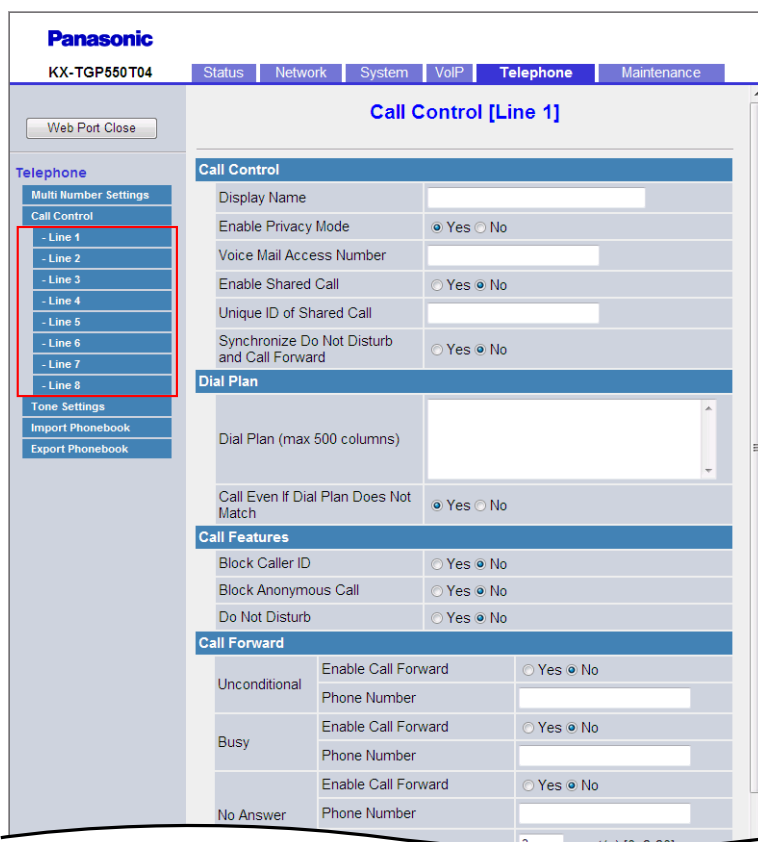 Panasonic
KX-TGP550T04
Status Network System VoIP Telephone Maintenance
Web Port Close
Telephone
Multi Number Settings
Call Control
- Line 1
- Line 2
- Line 3
- Line 4
- Line 5
- Line 6
- Line 7
- Line 8
Tone Settings
Import Phonebook
Export Phonebook
Call Control [Line 1]
Call Control
Display Name
Enable Privacy Mode Yes No
Voice Mail Access Number
Enable Shared Call Yes No
Unique ID of Shared Call
Synchronize Do Not Disturb
and Call Forward Yes No
Dial Plan
Dial Plan (max 500 columns)
Call Even If Dial Plan Does Not
Match Yes No
Call Features
Block Caller ID Yes No
Block Anonymous Call Yes No
Do Not Disturb Yes No
Call Forward
Unconditional
Enable Call Forward Yes No
Phone Number
Busy
Enable Call Forward Yes No
Phone Number
No Answer
Enable Call Forward Yes No
Phone Number